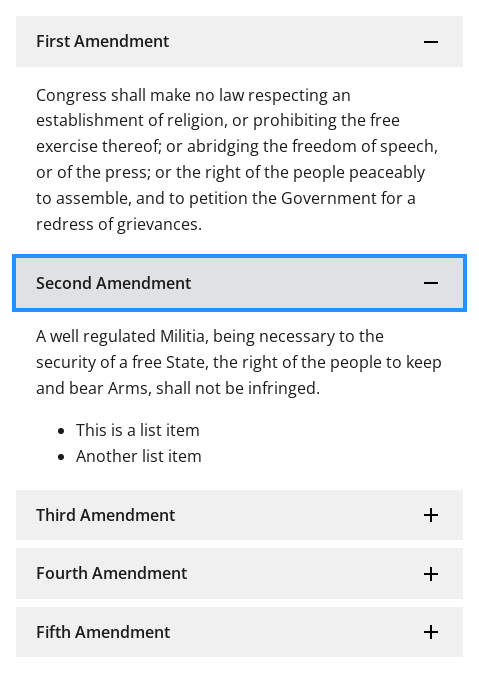 First Amendment
Congress shall make no law respecting an
establishment of religion, or prohibiting the free
exercise thereof; or abridging the freedom of speech,
or of the press; or the right of the people peaceably
to assemble, and to petition the Government for a
redress of grievances.
Second Amendment
A well regulated Militia, being necessary to the
security of a free State, the right of the people to keep
and bear Arms, shall not be infringed.
• This is a list item
• Another list item
Third Amendment
Fourth Amendment
Fifth Amendment